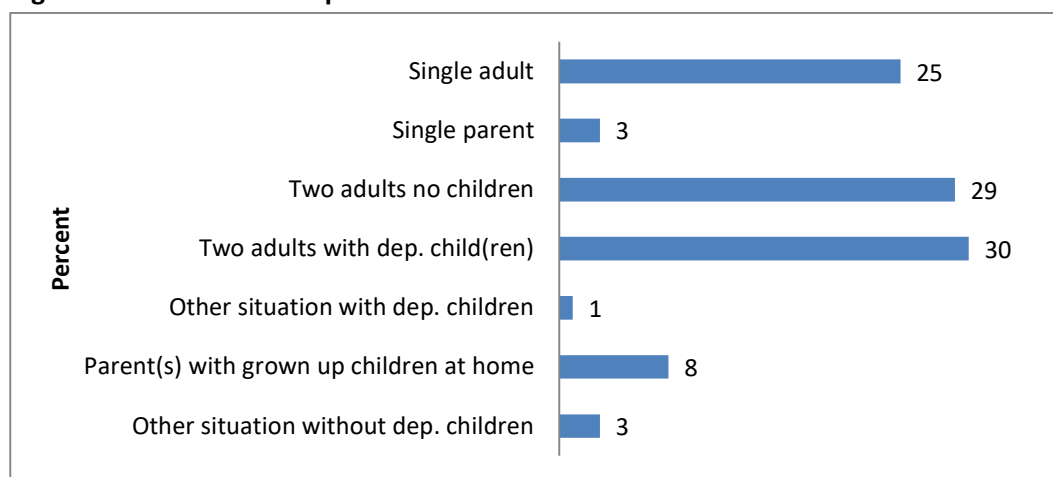 Single adult
25
Single parent
3
Two adults no children
29
Two adults with dep. child(ren)
30
Other situation with dep. children
1
Parent(s) with grown up children at home
8
Other situation without dep. children
3
Percent